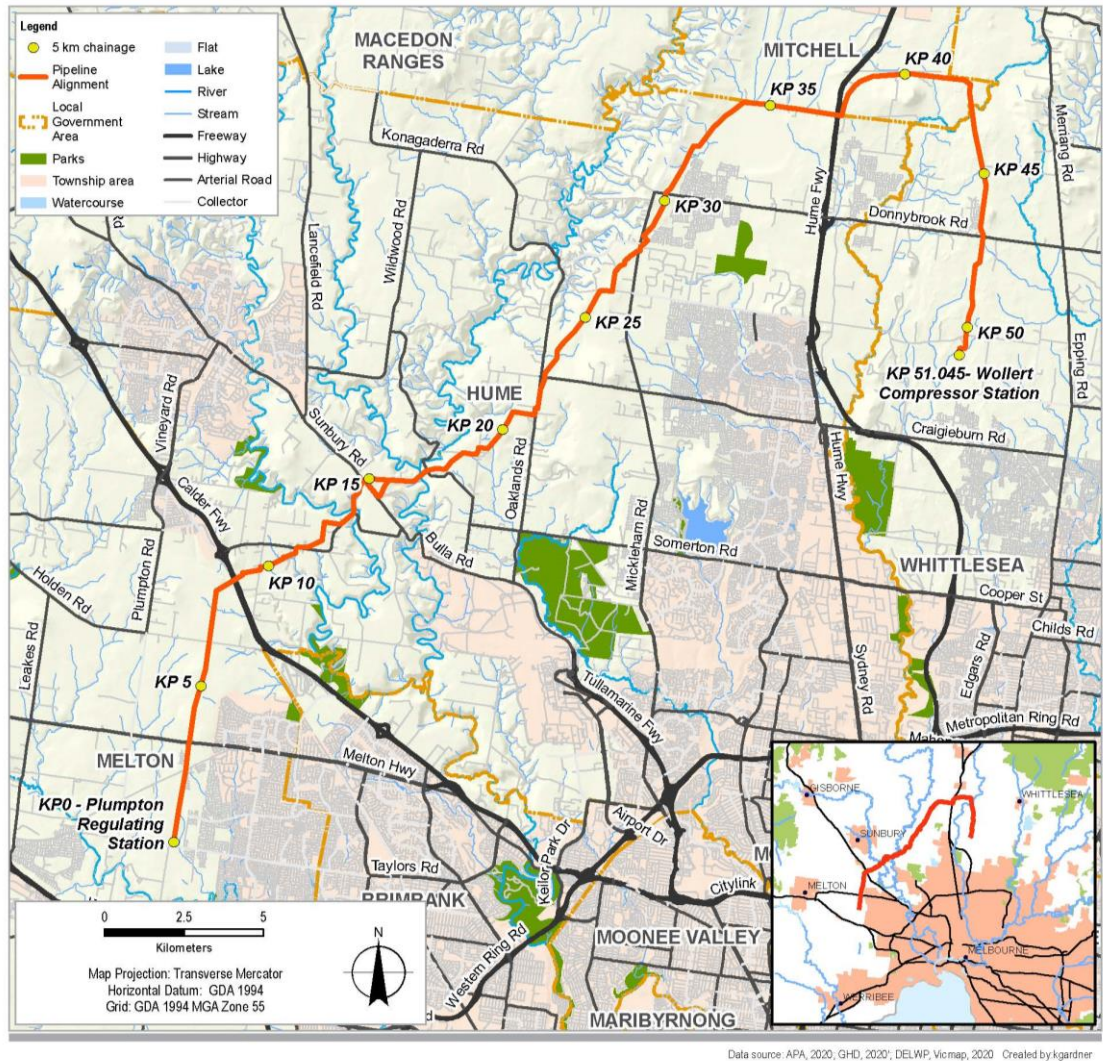 Legend
5 km chainage
Pipeline
Alignment
Local
Government
Area
Parks
Township area
Watercourse
Flat
Lake
River
Stream
Freeway
Highway
Arterial Road
Collector
MACEDON
RANGES
MITCHELL
KP 40
KP 35
Konagaderra Rd
Merriang Rd
KP 45
KP 30
Hume Fwy
Donnybrook Rd
Lancefield Rd
Wildwood Rd
Rd
KP 25
KP 50
KP 51.045- Wollert
Compressor Station
Epping Rd
HUME
Vineyard Rd
Sunbury Rd
KP 20
Craigieburn Rd
Oaklands Rd
Hume Hwy
KP 15
Calder Fwy
Bulla Rd
Mickleham Rd
Somerton Rd
WHITTLESEA
Plumpton Rd
KP 10
Holden Rd
Cooper St
Childs Rd
Leakes Rd
KP 5
Edgars Rd
Sydney Rd
Tullamarine Fwy
Metropolitan Ring Rd
MELTON
Melton Hwy
KP0 - Plumpton
Regulating
Station
Airport Dr
Keilor Park Dr
Taylors Rd
Citylink
BRIMBANK
MOONEE VALLEY
Western Ring Rd
MARIBYRNONG
0 2.5 5
Kilometers
Map Projection: Transverse Mercator
Horizontal Datum: GDA 1994
Grid: GDA 1994 MGA Zone 55
N
GISBORNE
WHITTLESEA
SUNBURY
MELTON
MELBOURNE
WERRIBEE
Data source: APA, 2020; GHD, 2020'; DELWP, Vicmap, 2020 Created by:kgardner